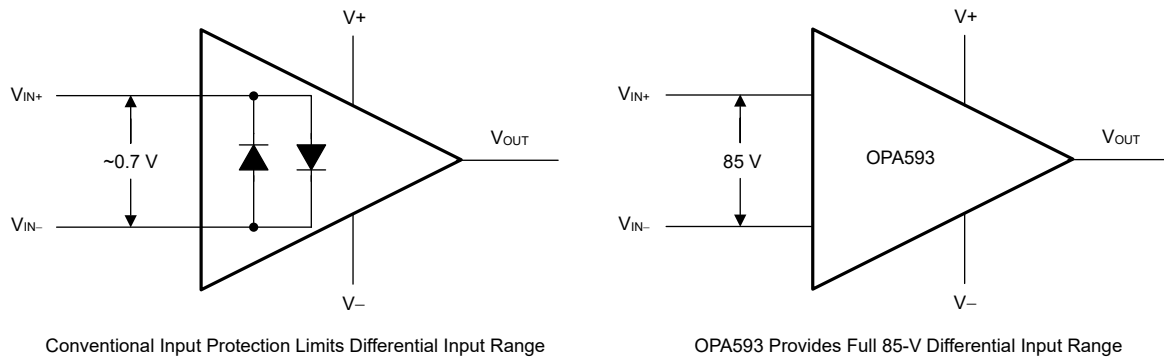 V+
VIN+
~0.7 V
VIN–
VOUT
V–
Conventional Input Protection Limits Differential Input Range
V+
VIN+
85 V
VIN–
OPA593
VOUT
V–
OPA593 Provides Full 85-V Differential Input Range